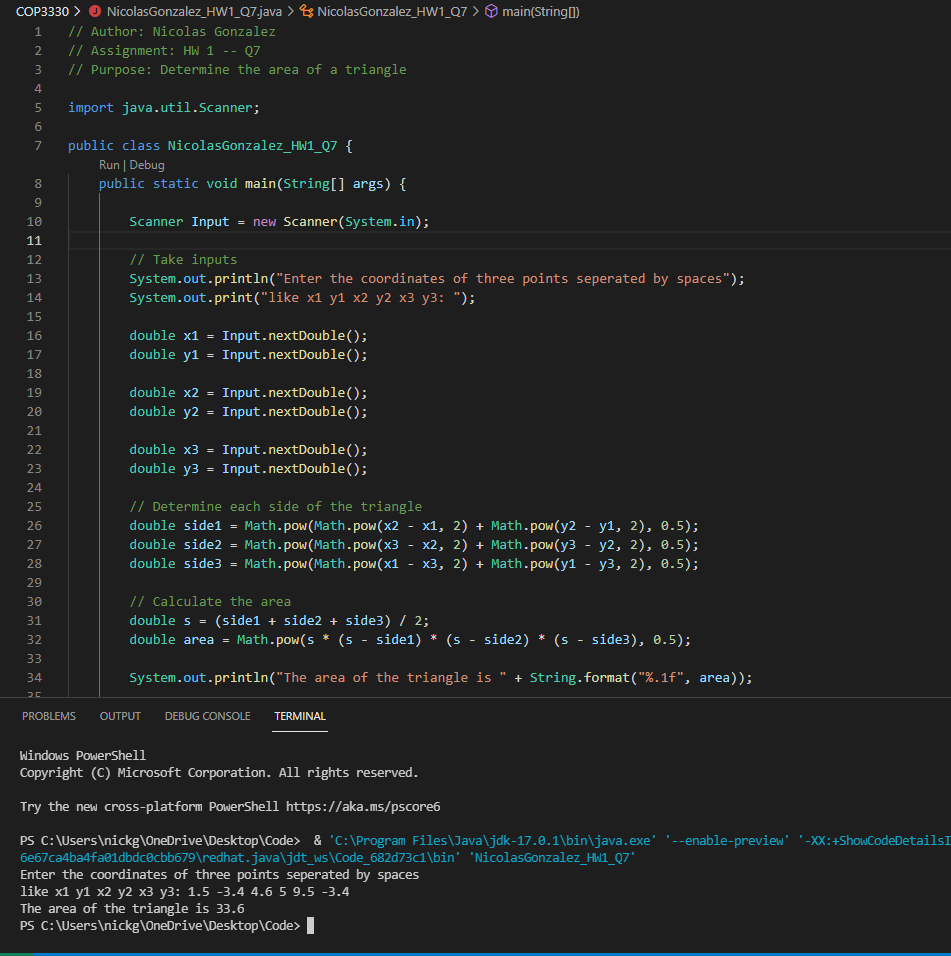 COP3330 > NicolasGonzalez_HW1_Q7.java > NicolasGonzalez_HW1_Q7 > main(String[])
1 // Author: Nicolas Gonzalez
2 // Assignment: HW 1 -- Q7
3 // Purpose: Determine the area of a triangle
4
5 import java.util.Scanner;
6
7 public class NicolasGonzalez_HW1_Q7 {
Run | Debug
8 public static void main(String[] args) {
9
10 Scanner Input = new Scanner(System.in);
11
12 // Take inputs
13 System.out.println("Enter the coordinates of three points seperated by spaces");
14 System.out.print("like x1 y1 x2 y2 x3 y3: ");
15
16 double x1 = Input.nextDouble();
17 double y1 = Input.nextDouble();
18
19 double x2 = Input.nextDouble();
20 double y2 = Input.nextDouble();
21
22 double x3 = Input.nextDouble();
23 double y3 = Input.nextDouble();
24
25 // Determine each side of the triangle
26 double side1 = Math.pow(Math.pow(x2 - x1, 2) + Math.pow(y2 - y1, 2), 0.5);
27 double side2 = Math.pow(Math.pow(x3 - x2, 2) + Math.pow(y3 - y2, 2), 0.5);
28 double side3 = Math.pow(Math.pow(x1 - x3, 2) + Math.pow(y1 - y3, 2), 0.5);
29
30 // Calculate the area
31 double s = (side1 + side2 + side3) / 2;
32 double area = Math.pow(s * (s - side1) * (s - side2) * (s - side3), 0.5);
33
34 System.out.println("The area of the triangle is " + String.format("%.1f", area));
35
PROBLEMS OUTPUT DEBUG CONSOLE TERMINAL
Windows PowerShell
Copyright (C) Microsoft Corporation. All rights reserved.
Try the new cross-platform PowerShell https://aka.ms/pscore6
PS C:\Users\nickg\OneDrive\Desktop\Code> & 'C:\Program Files\Java\jdk-17.0.1\bin\java.exe' '--enable-preview' '-XX:+ShowCodeDetailsI
6e67ca4ba4fa01dbdc0cbb679\redhat.java\jdt_ws\Code_682d73c1\bin' 'NicolasGonzalez_HW1_Q7'
Enter the coordinates of three points seperated by spaces
like x1 y1 x2 y2 x3 y3: 1.5 -3.4 4.6 5 9.5 -3.4
The area of the triangle is 33.6
PS C:\Users\nickg\OneDrive\Desktop\Code>